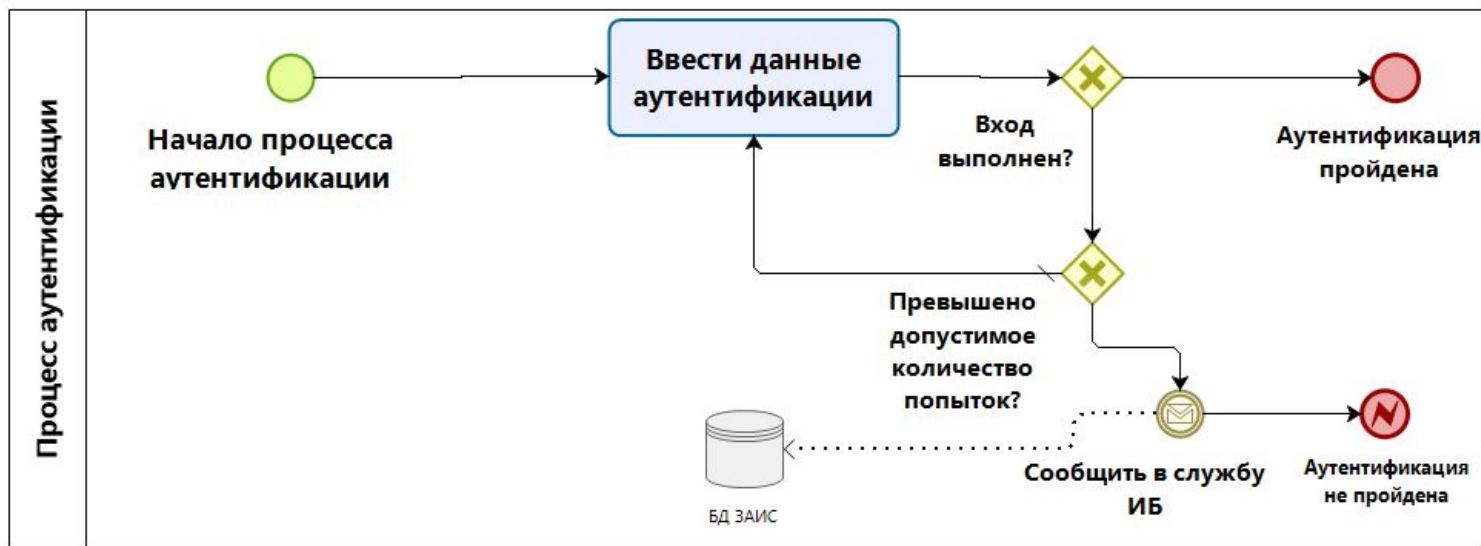 Процесс аутентификации
Начало процесса
аутентификации
Ввести данные
аутентификации
Вход
выполнен?
Аутентификация
пройдена
Превышено
допустимое
количество
попыток?
БД ЗАИС
Сообщить в службу
ИБ
Аутентификация
не пройдена